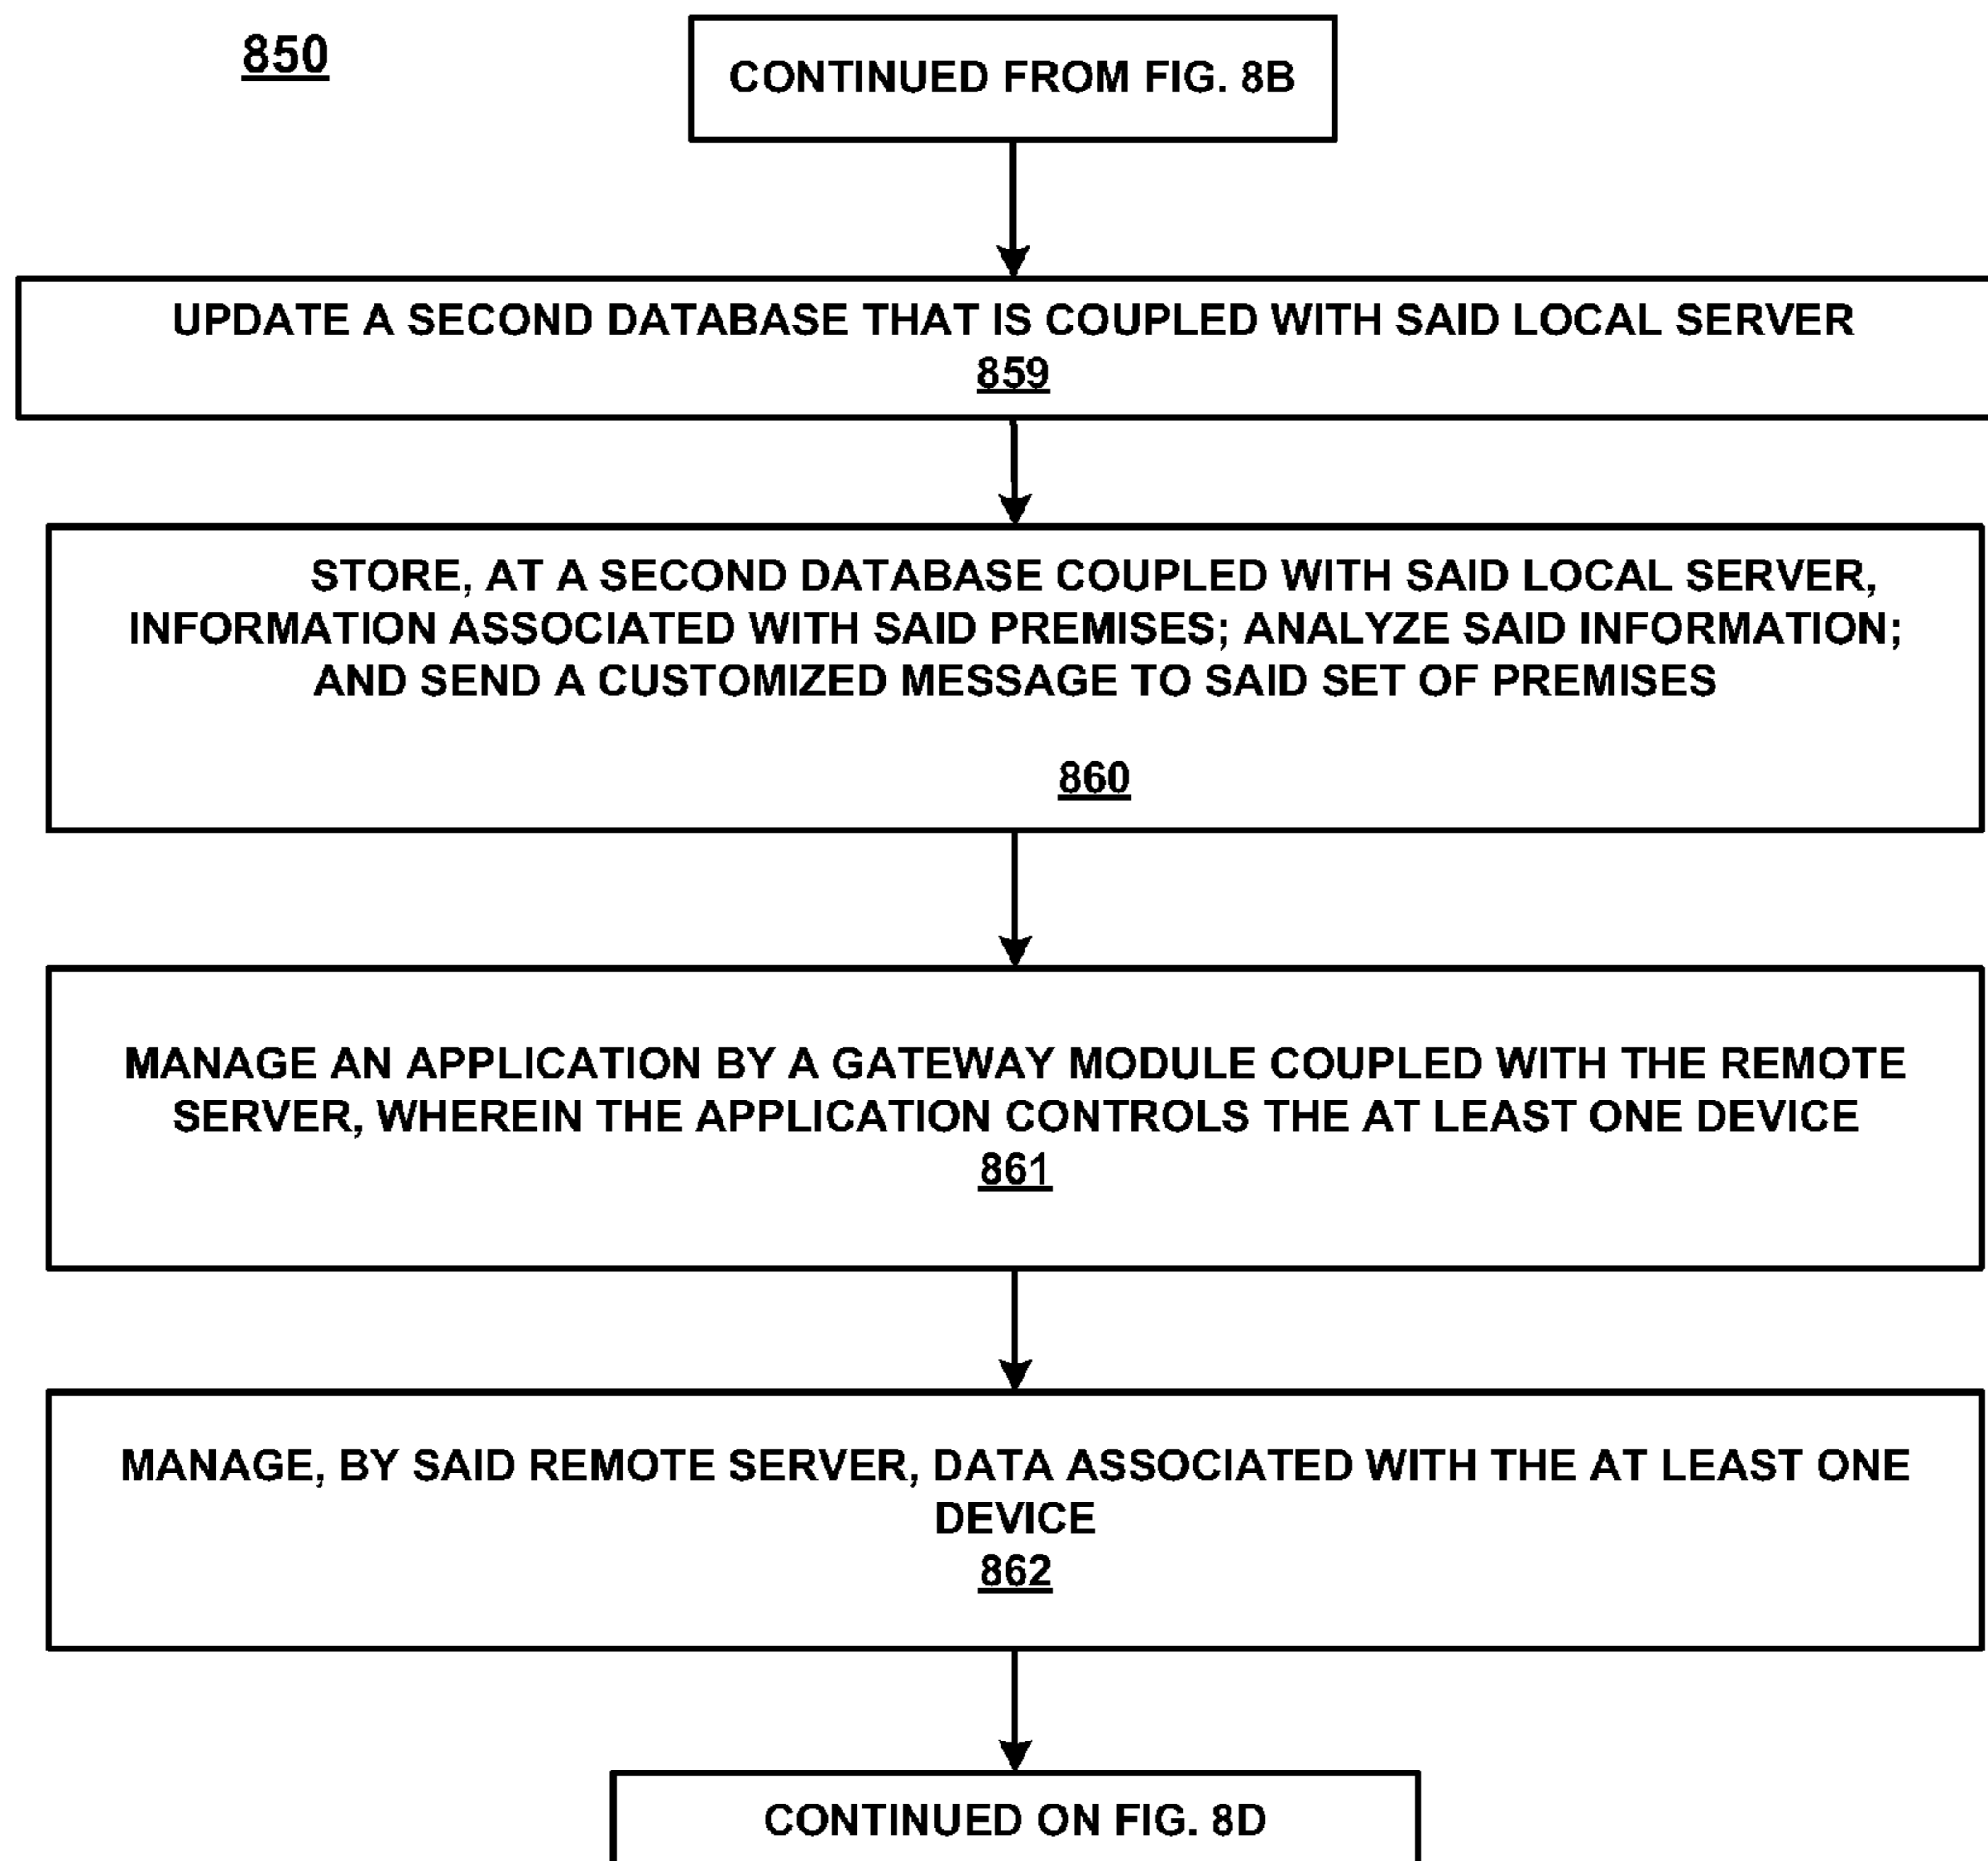 850
CONTINUED FROM FIG. 8B
UPDATE A SECOND DATABASE THAT IS COUPLED WITH SAID LOCAL SERVER
859
STORE, AT A SECOND DATABASE COUPLED WITH SAID LOCAL SERVER,
INFORMATION ASSOCIATED WITH SAID PREMISES; ANALYZE SAID INFORMATION;
AND SEND A CUSTOMIZED MESSAGE TO SAID SET OF PREMISES
860
MANAGE AN APPLICATION BY A GATEWAY MODULE COUPLED WITH THE REMOTE
SERVER, WHEREIN THE APPLICATION CONTROLS THE AT LEAST ONE DEVICE
861
MANAGE, BY SAID REMOTE SERVER, DATA ASSOCIATED WITH THE AT LEAST ONE
DEVICE
862
CONTINUED ON FIG. 8D